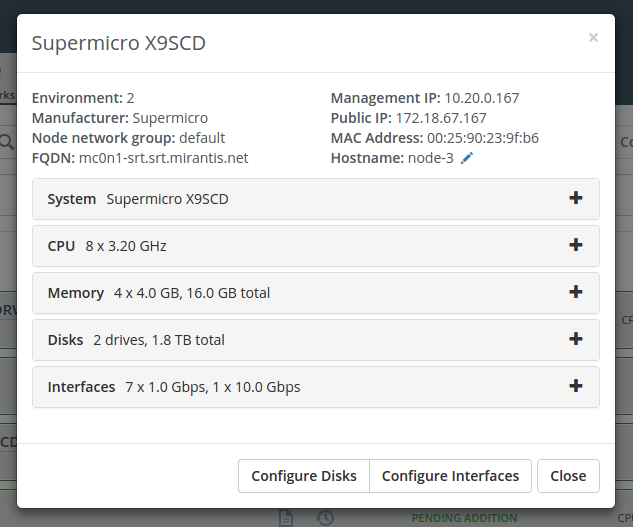 Supermicro X9SCD
×
Environment: 2
Manufacturer: Supermicro
Node network group: default
FQDN: mc0n1-srt.srt.mirantis.net
Management IP: 10.20.0.167
Public IP: 172.18.67.167
MAC Address: 00:25:90:23:9f:b6
Hostname: node-3
System Supermicro X9SCD
CPU 8 x 3.20 GHz
Memory 4 x 4.0 GB, 16.0 GB total
Disks 2 drives, 1.8 TB total
Interfaces 7 x 1.0 Gbps, 1 x 10.0 Gbps
Configure Disks Configure Interfaces Close
PENDING ADDITION